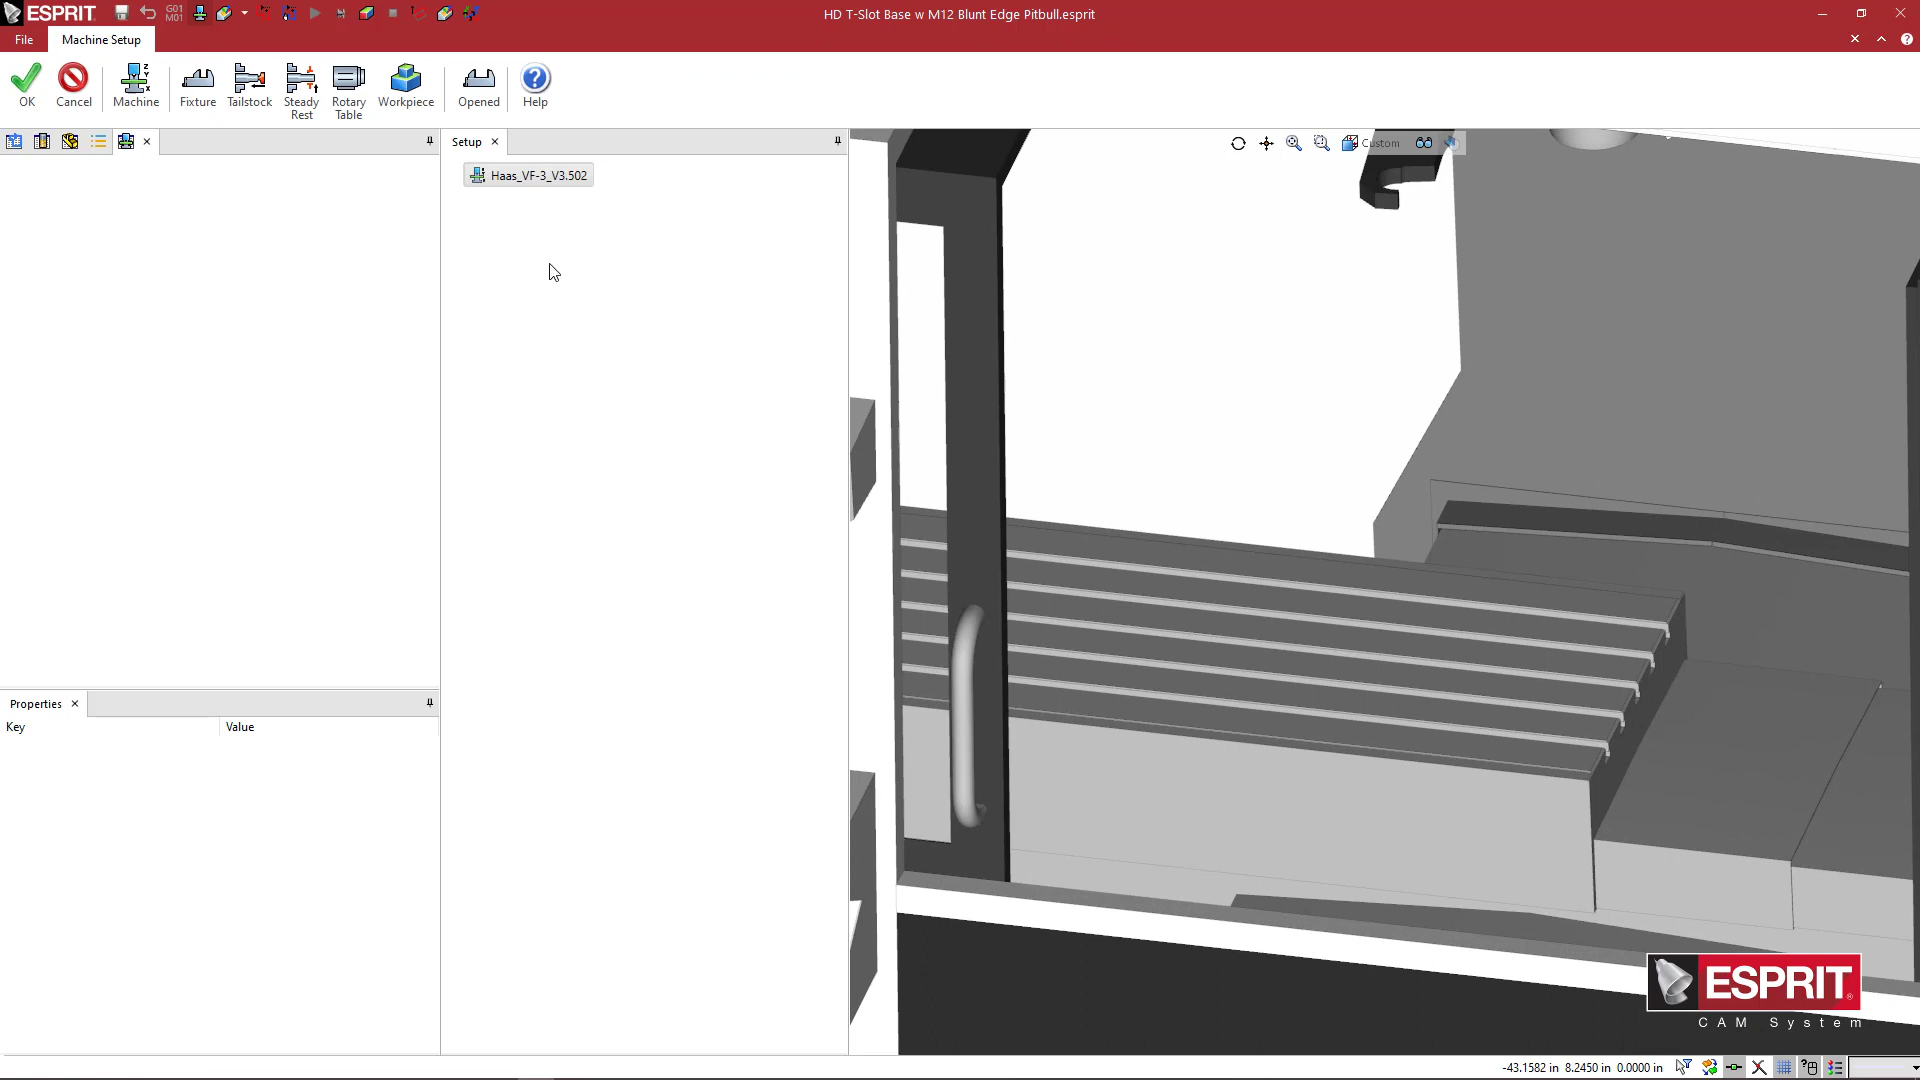 ESPRIT
G01
M01
HD T-Slot Base w M12 Blunt Edge Pitbull.esprit
File
Machine Setup
OK
Cancel
Machine
Fixture
Tailstock
Steady
Rest
Rotary
Table
Workpiece
Opened
Help
Setup
Custom
Haas_VF-3_V3.502
Properties
Key
Value
ESPRIT
CAM System
-43.1582 in 8.2450 in 0.0000 in